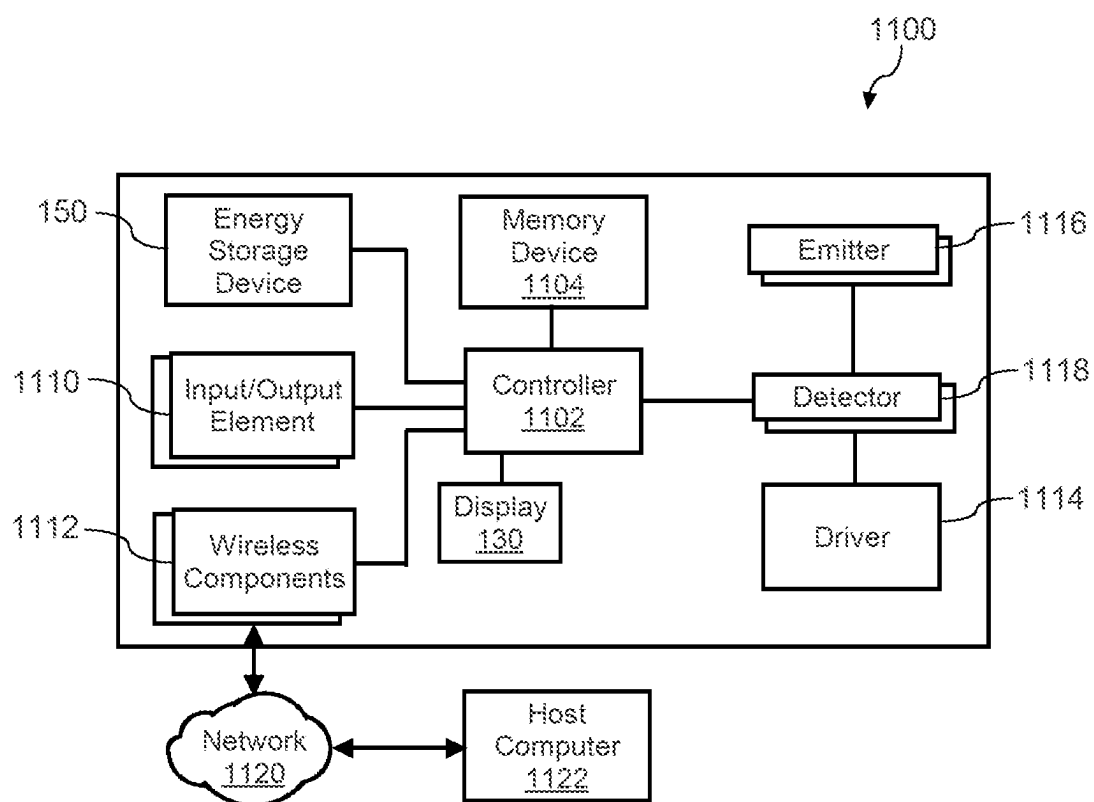 1100
150
Energy
Storage
Device
Memory
Device
1104
Emitter
1116
1110
Input/Output
Element
Controller
1102
Detector
1118
1112
Wireless
Components
Display
130
Driver
1114
Network
1120
Host
Computer
1122